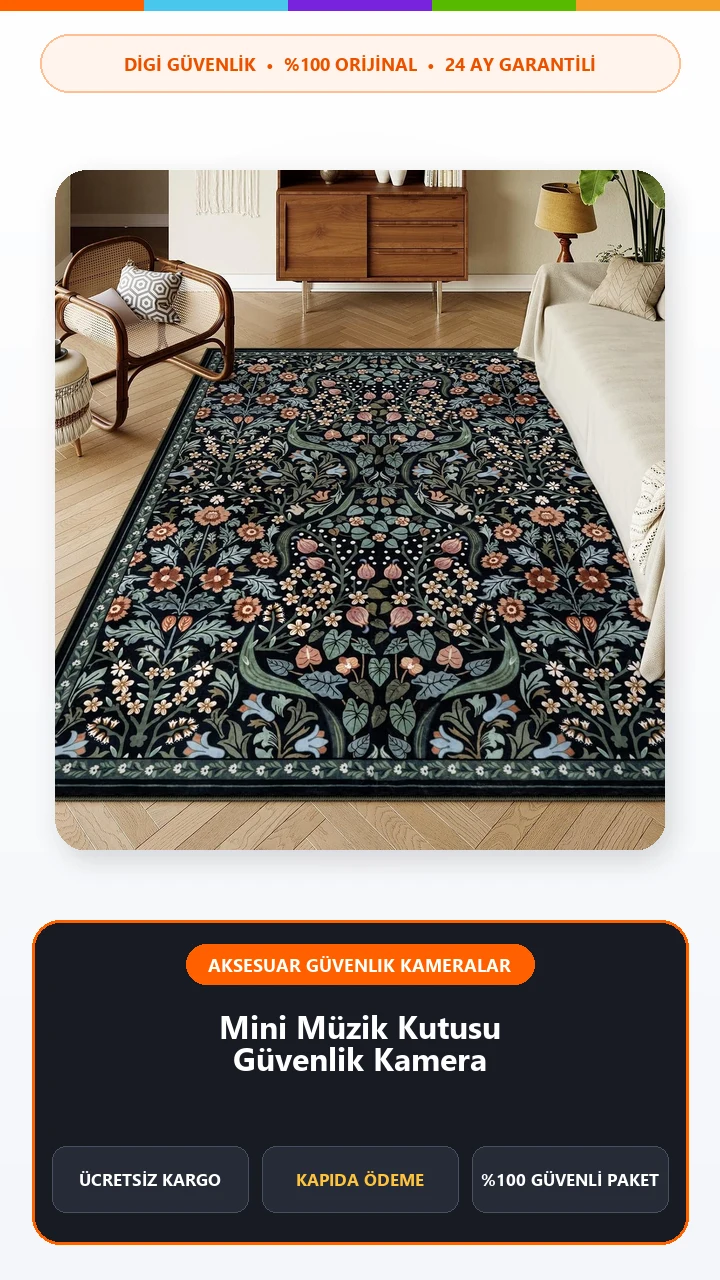 DİGİ GÜVENLİK • %100 ORİJİNAL • 24 AY GARANTİLİ
AKSESUAR GÜVENLIK KAMERALAR
Mini Müzik Kutusu
Güvenlik Kamera
ÜCRETSİZ KARGO
KAPIDA ÖDEME
%100 GÜVENLİ PAKET